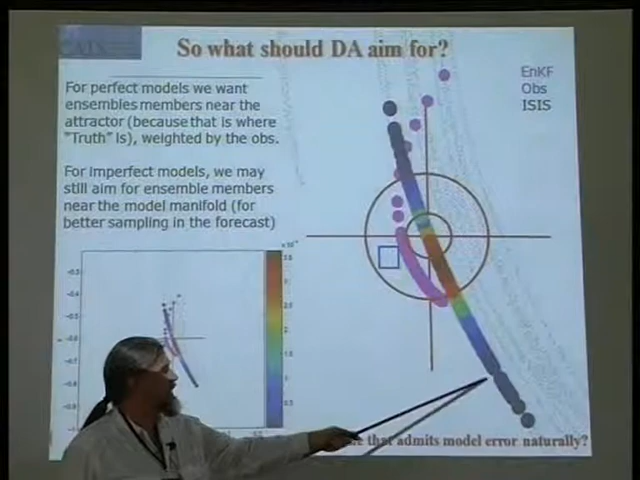 CATS
So what should DA aim for?
For perfect models we want
ensembles members near the
attractor (because that is where
"Truth" is), weighted by the obs.
For imperfect models, we may
still aim for ensemble members
near the model manifold (for
better sampling in the forecast)
EnKF
Obs
ISIS
that admits model error naturally?